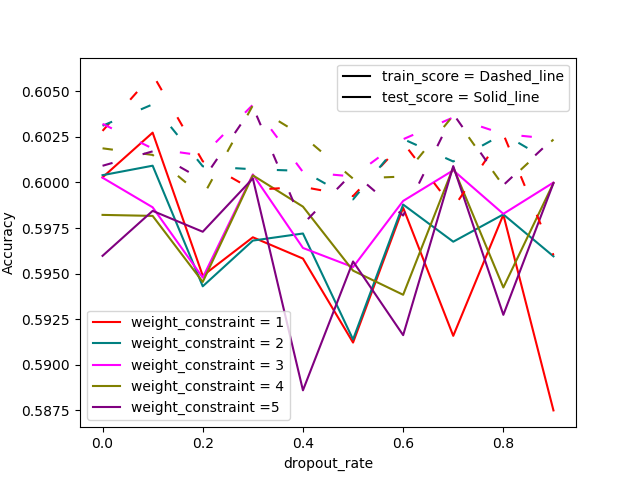 train_score = Dashed_line
test_score = Solid_line
0.6050
0.6025
0.6000
0.5975
0.5950
0.5925
0.5900
0.5875
Accuracy
weight_constraint = 1
weight_constraint = 2
weight_constraint = 3
weight_constraint = 4
weight_constraint =5
0.0 0.2 0.4 0.6 0.8
dropout_rate